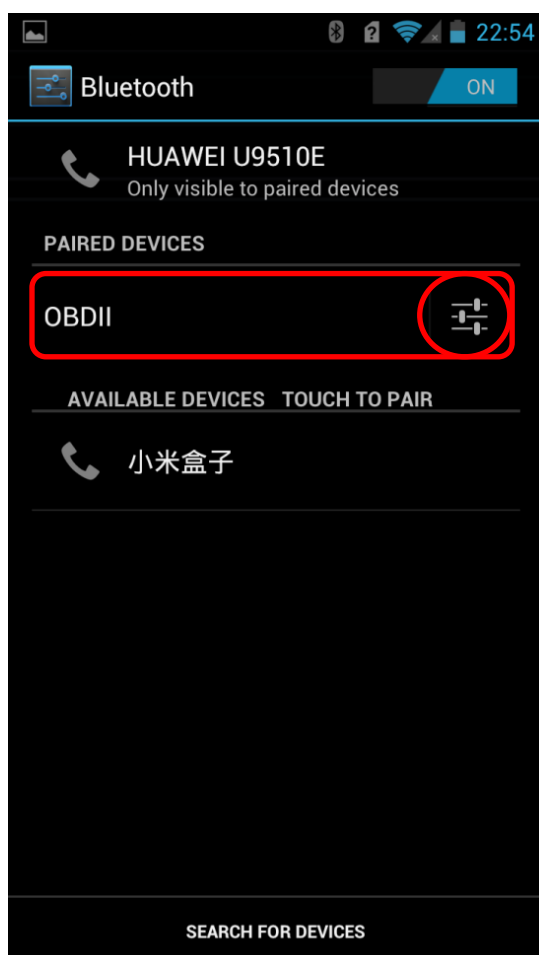 22:54
Bluetooth ON
HUAWEI U9510E
Only visible to paired devices
PAIRED DEVICES
OBDII
AVAILABLE DEVICES TOUCH TO PAIR
小米盒子
SEARCH FOR DEVICES